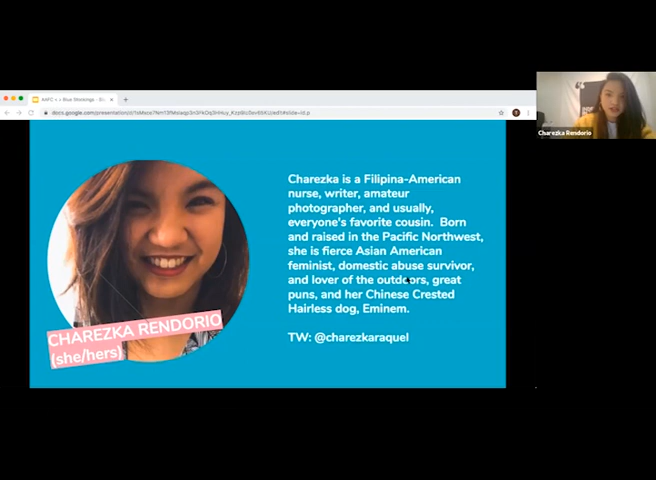 Charezka Rendorio
Charezka is a Filipina-American
nurse, writer, amateur
photographer, and usually,
everyone's favorite cousin. Born
and raised in the Pacific Northwest,
she is fierce Asian American
feminist, domestic abuse survivor,
and lover of the outdoors, great
puns, and her Chinese Crested
Hairless dog, Eminem.
TW: @charezkaraquel
CHAREZKA RENDORIO
(she/hers)